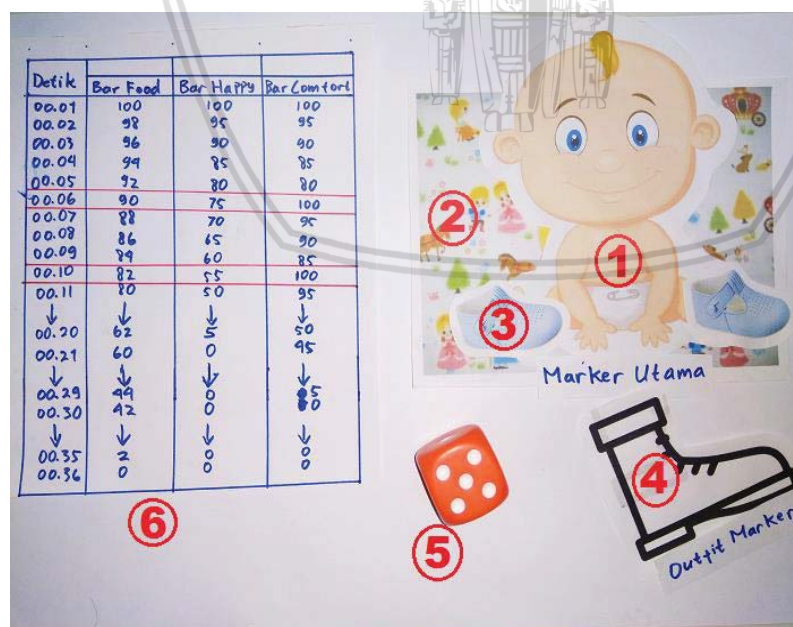 Detik Bar Food Bar Happy Bar Comfort
00.01 100 100 100
00.02 98 95 95
00.03 96 90 90
00.04 94 85 85
00.05 92 80 80
00.06 90 75 100
00.07 88 70 95
00.08 86 65 90
00.09 84 60 85
00.10 82 55 100
00.11 80 50 95
↓ ↓ ↓ ↓
00.20 62 5 50
00.21 60 0 45
↓ ↓ ↓ ↓
00.29 44 0 5
00.30 42 0 0
↓ ↓ ↓ ↓
00.35 2 0 0
00.36 0 0 0
6
2
1
3
Marker Utama
4
5
Outfit Marker